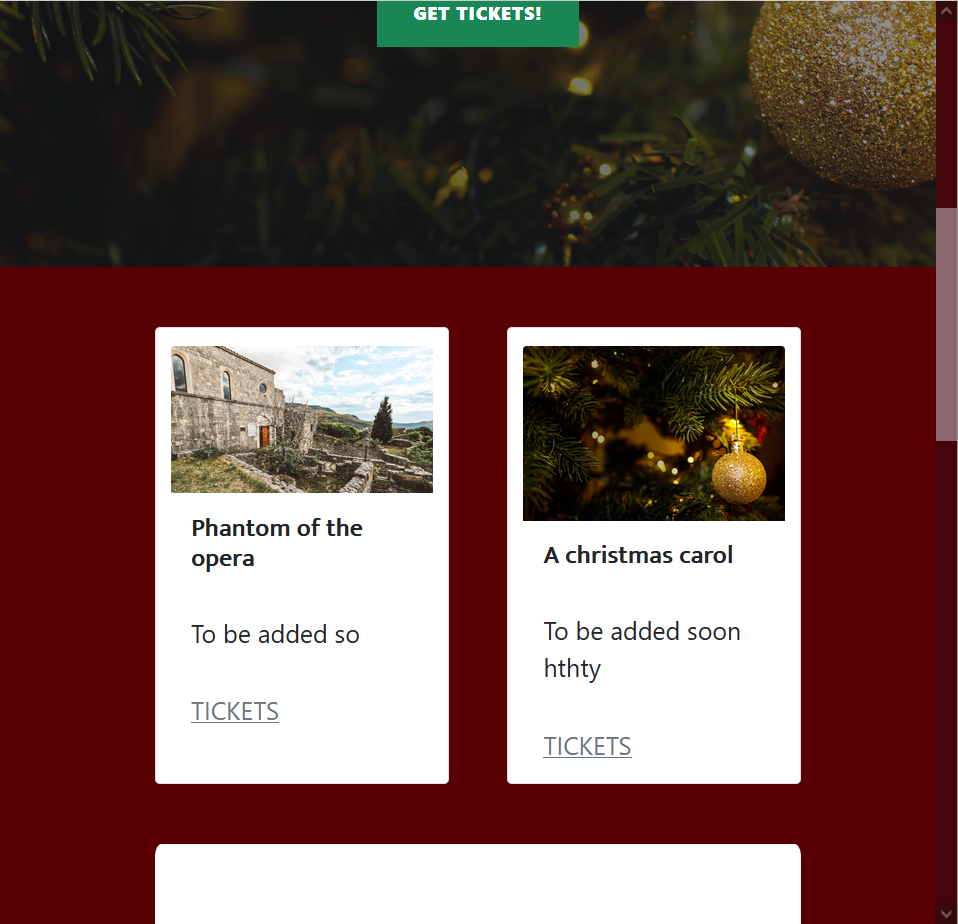 GET TICKETS!
Phantom of the
opera
To be added so
TICKETS
A christmas carol
To be added soon
hthty
TICKETS